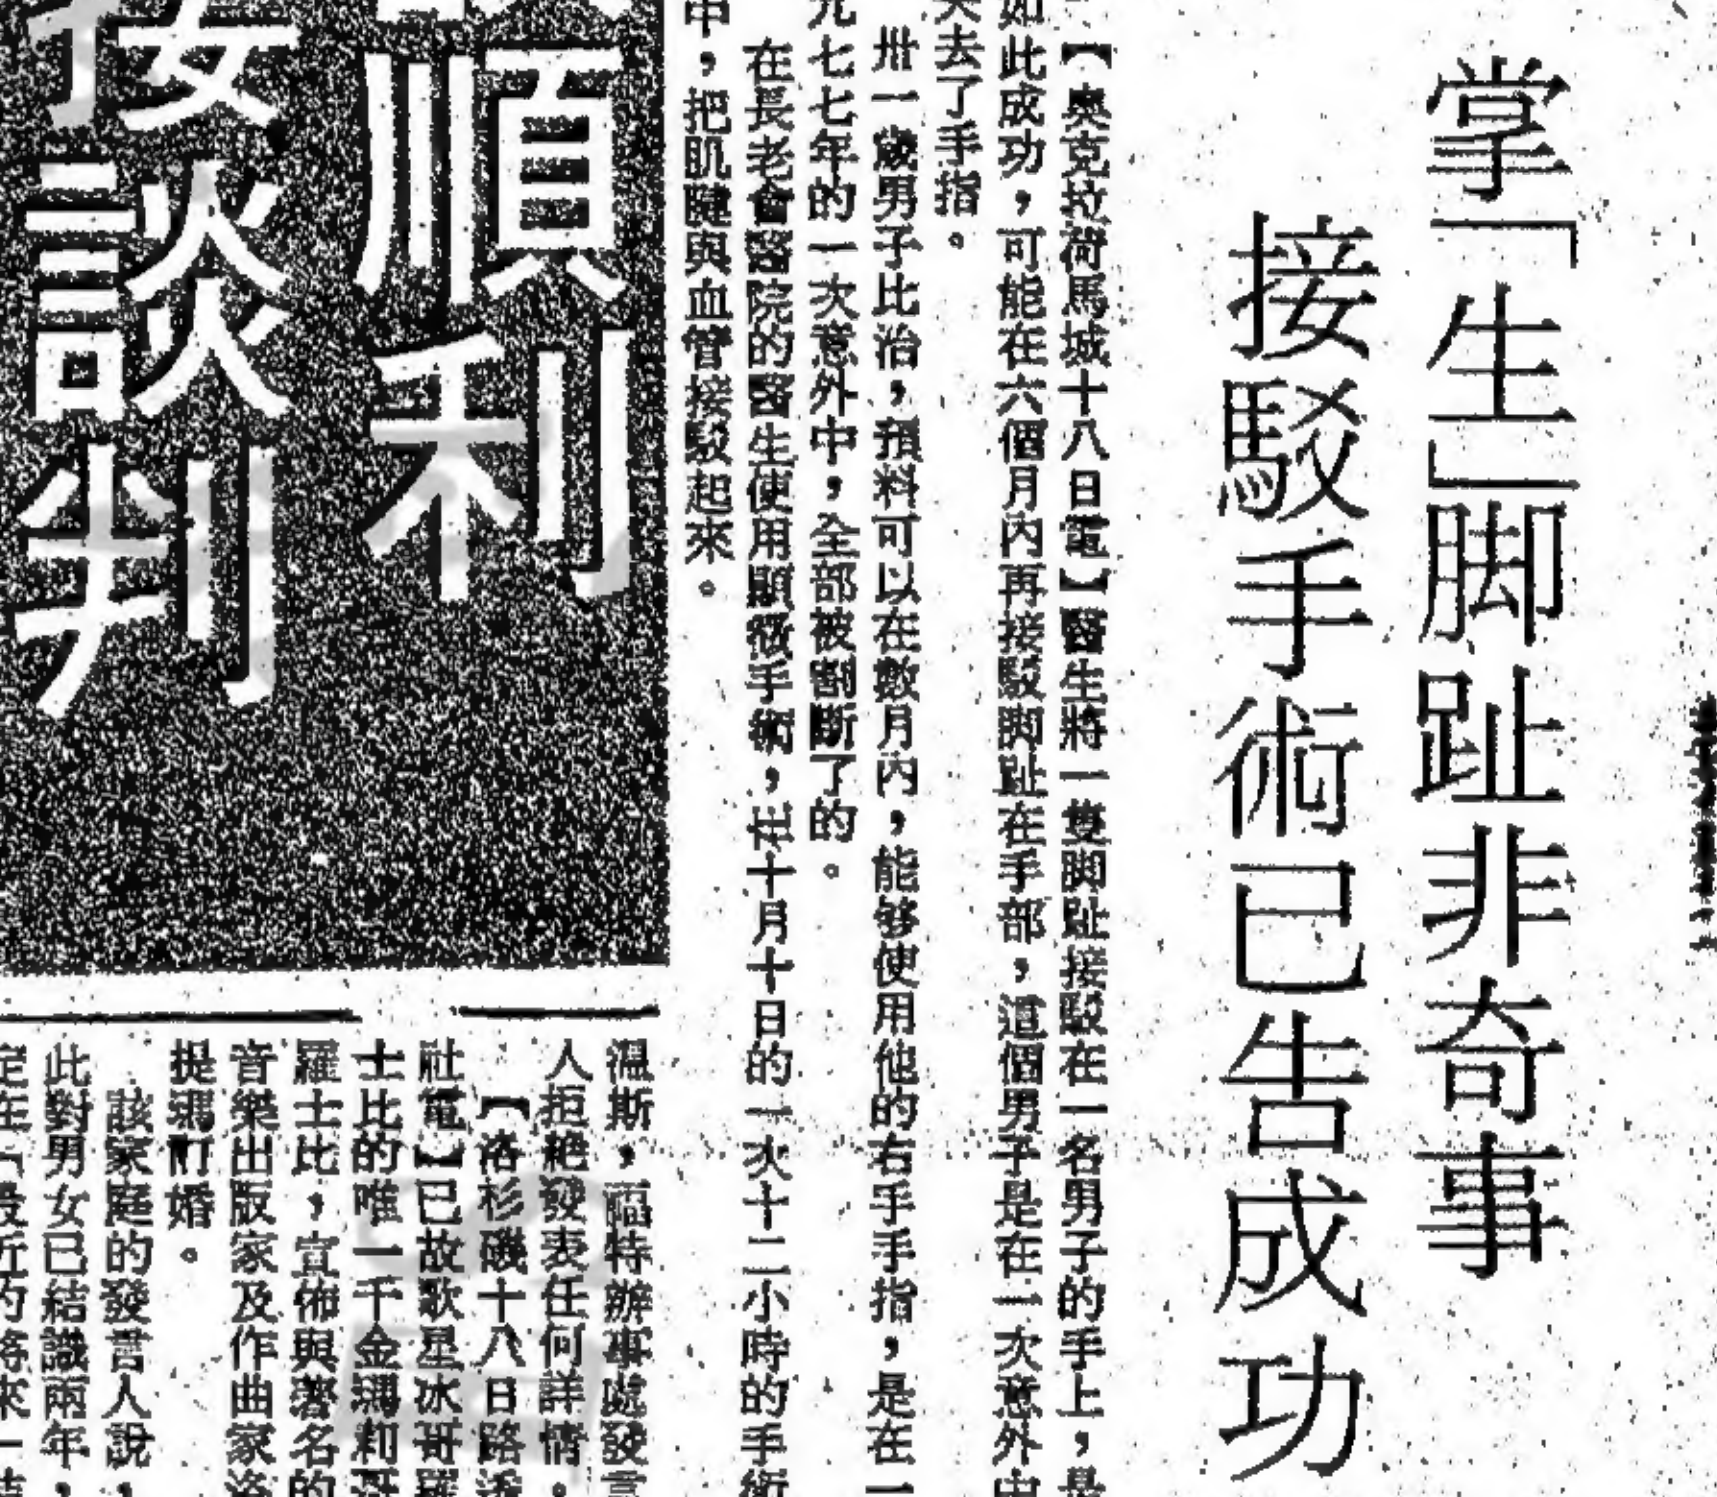 掌「生」脚趾非奇事
接駁手術已告成功
【奧克拉荷馬城十八日電】醫生將一雙脚趾接駁在一名男子的手上，是
如此成功，可能在六個月內再接駁脚趾在手部，這個男子是在一次意外中
失去了手指。
卅一歲男子比治，預料可以在數月內，能够使用他的右手手指，是在一
九七七年的一次意外中，全部被割斷了的。
在長老會醫院的醫生使用顯微手術，在十月十日的一次十二小時的手術
中，把肌腱與血管接駁起來。
順利
接談判
溫斯，福特辦事處發言
人拒絕發表任何詳情。
【洛杉磯十八日路透
社電】已故歌星冰哥羅
士比的唯一千金瑪莉哥
羅士比，宣佈與著名的
音樂出版家及作曲家洛
提瑪訂婚。
該家庭的發言人說，
此對男女已結識兩年，
定在「最近的將來」結